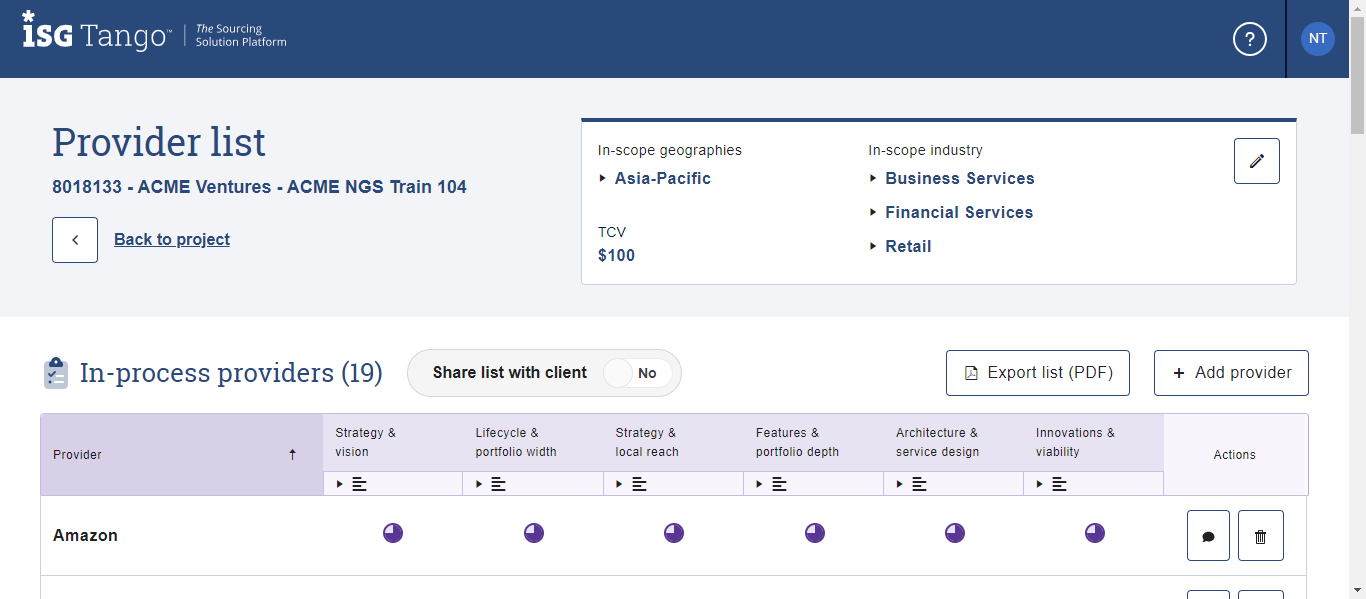 *ISG Tango™
The Sourcing
Solution Platform
?
NT
Provider list
8018133 - ACME Ventures - ACME NGS Train 104
Back to project
In-scope geographies
Asia-Pacific
TCV
$100
In-scope industry
Business Services
Financial Services
Retail
In-process providers (19)
Share list with client
No
Export list (PDF)
+ Add provider
Provider
Strategy &
vision
Lifecycle &
portfolio width
Strategy &
local reach
Features &
portfolio depth
Architecture &
service design
Innovations &
viability
Actions
Amazon